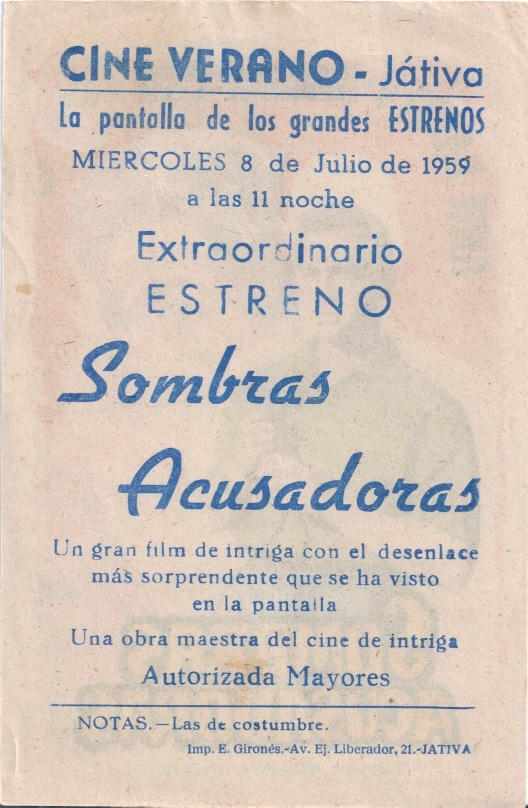 CINE VERANO - Játiva
La pantalla de los grandes ESTRENOS
MIERCOLES 8 de Julio de 1959
a las 11 noche
Extraordinario
ESTRENO
Sombras
Acusadoras
Un gran film de intriga con el desenlace
más sorprendente que se ha visto
en la pantalla
Una obra maestra del cine de intriga
Autorizada Mayores
NOTAS.—Las de costumbre.
Imp. E. Gironés.-Av. Ej. Liberador, 21.-JATIVA